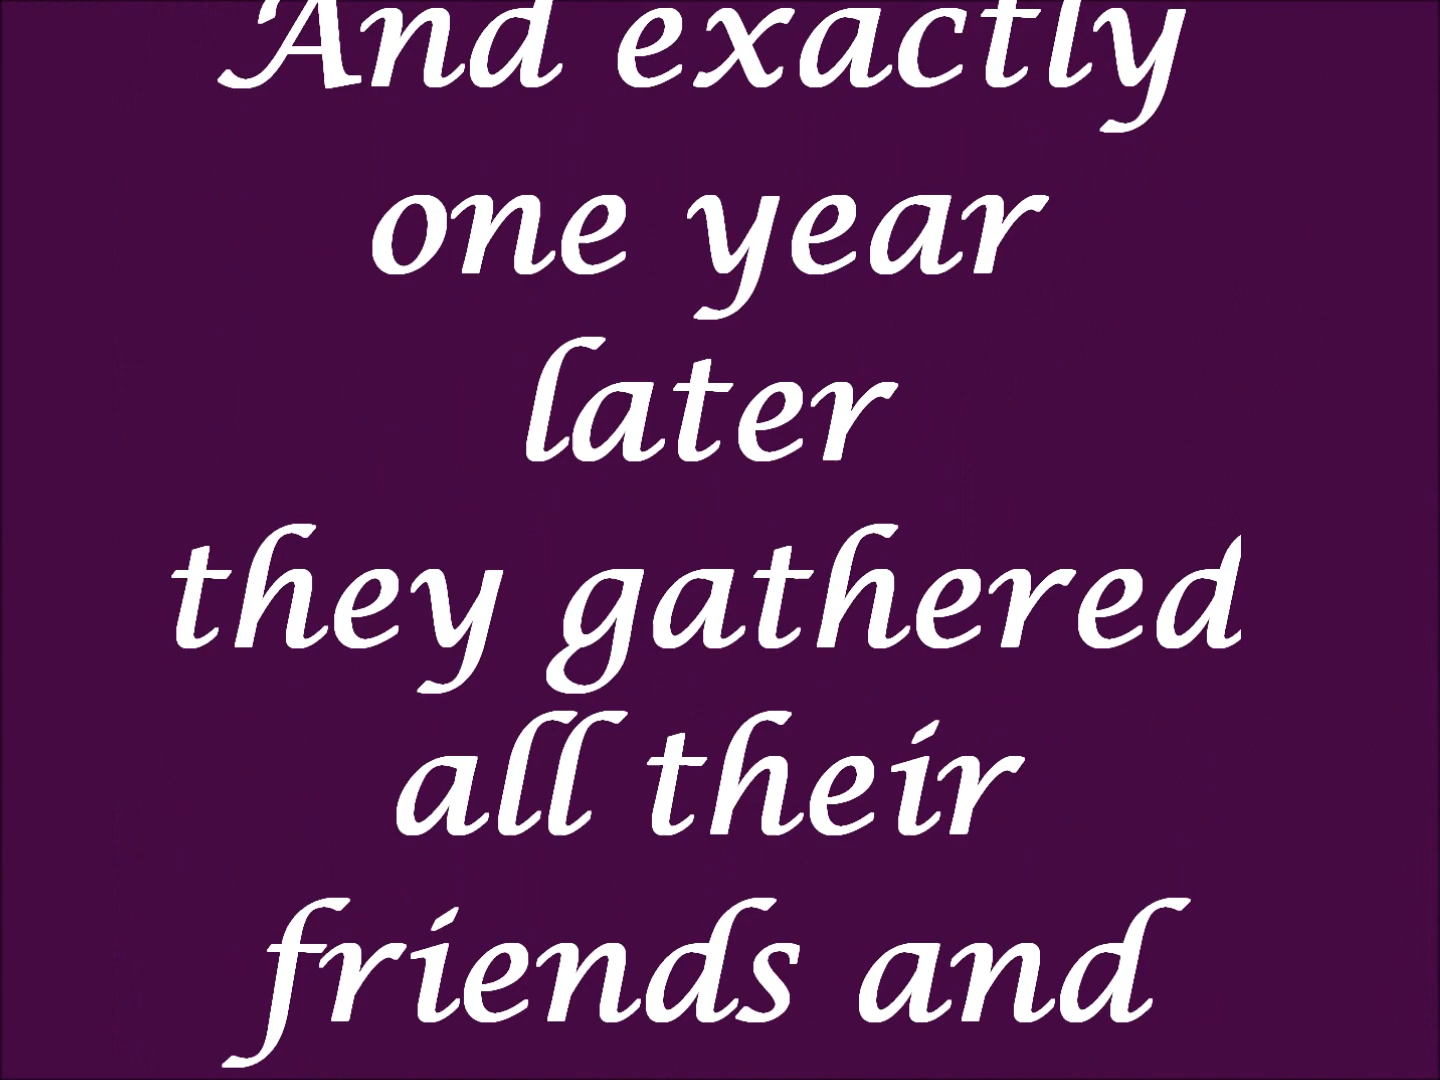 And exactly
one year
later
they gathered
all their
friends and